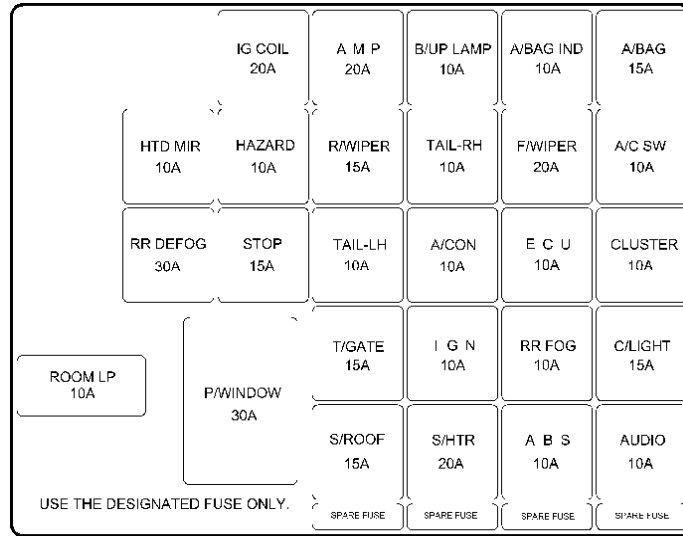 IG COIL
20A
A M P
20A
B/UP LAMP
10A
A/BAG IND
10A
A/BAG
15A
HTD MIR
10A
HAZARD
10A
R/WIPER
15A
TAIL-RH
10A
F/WIPER
20A
A/C SW
10A
RR DEFOG
30A
STOP
15A
TAIL-LH
10A
A/CON
10A
E C U
10A
CLUSTER
10A
T/GATE
15A
I G N
10A
RR FOG
10A
C/LIGHT
15A
ROOM LP
10A
P/WINDOW
30A
S/ROOF
15A
S/HTR
20A
A B S
10A
AUDIO
10A
USE THE DESIGNATED FUSE ONLY.
SPARE FUSE
SPARE FUSE
SPARE FUSE
SPARE FUSE